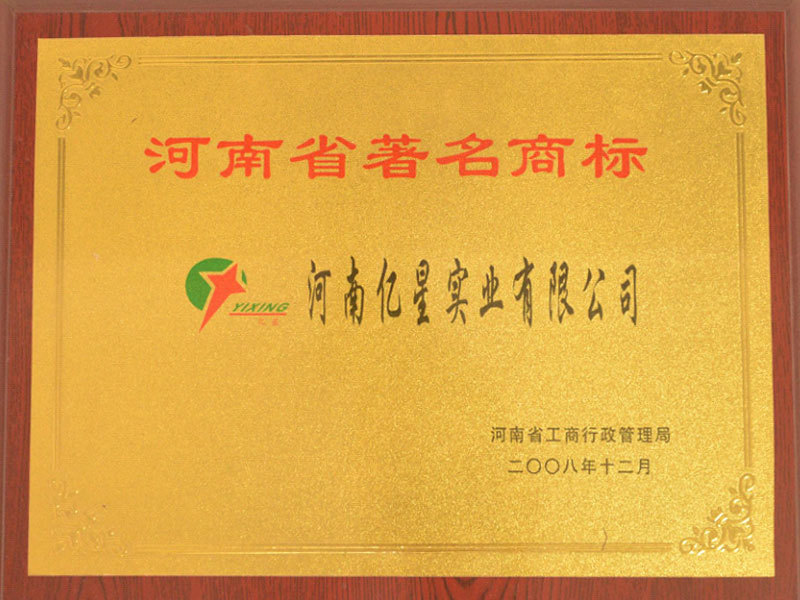 河南省著名商标
YIXING
河南亿星实业有限公司
河南省工商行政管理局
二〇〇八年十二月